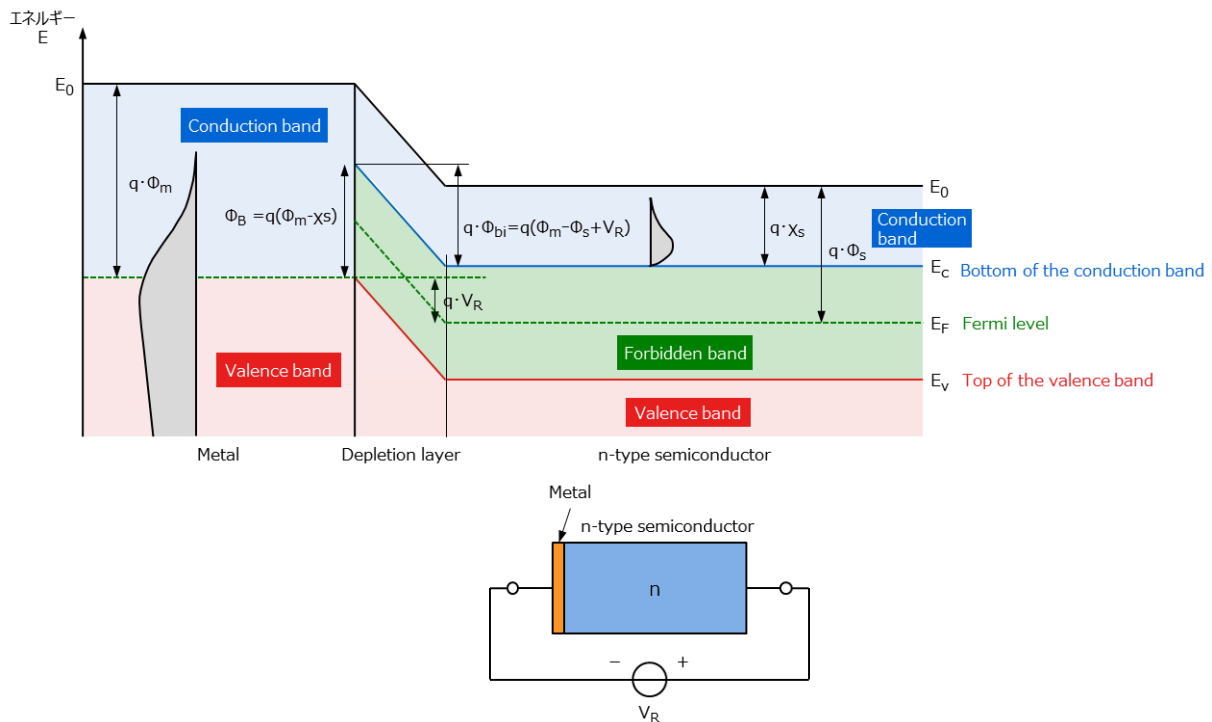 エネルギー
E
E₀
Conduction band
q·Φm
ΦB =q(Φm-χs)
q·Φbi=q(Φm-Φs+VR)
q·VR
Valence band
E₀
q·χs
Conduction
band
q·Φs
Ec Bottom of the conduction band
EF Fermi level
Forbidden band
Ev Top of the valence band
Valence band
Metal
Depletion layer
n-type semiconductor
Metal
n-type semiconductor
n
− +
VR